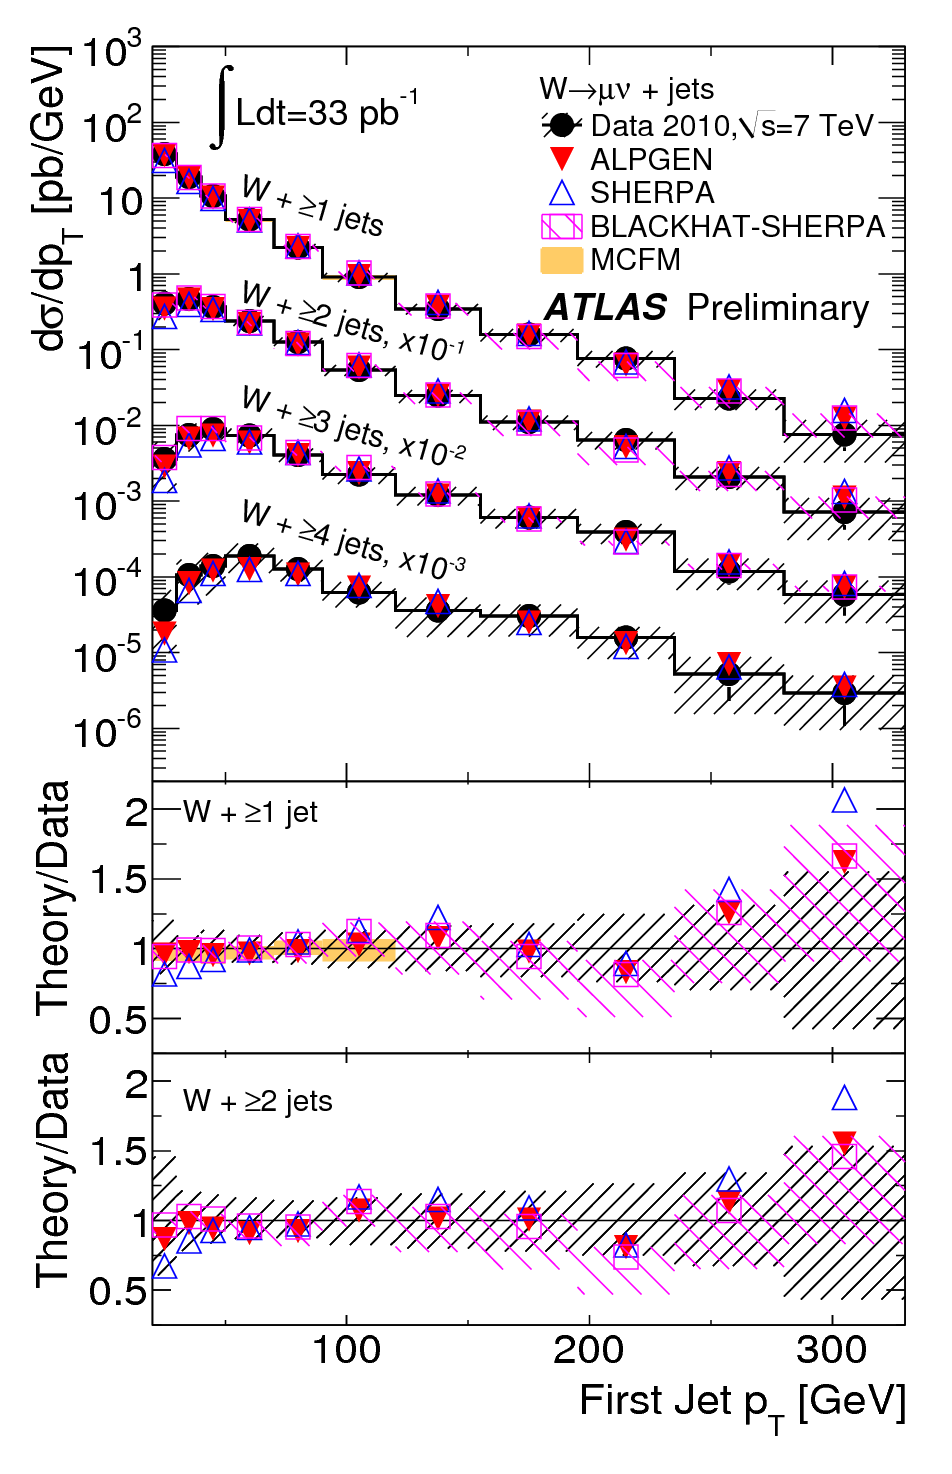 10³
10²
10
1
10⁻¹
10⁻²
10⁻³
10⁻⁴
10⁻⁵
10⁻⁶
dσ/dp_T [pb/GeV]
∫Ldt=33 pb⁻¹
W→μν + jets
Data 2010,√s=7 TeV
ALPGEN
SHERPA
BLACKHAT-SHERPA
MCFM
ATLAS Preliminary
W + ≥1 jets
W + ≥2 jets, x10⁻¹
W + ≥3 jets, x10⁻²
W + ≥4 jets, x10⁻³
Theory/Data
W + ≥1 jet
2
1.5
1
0.5
Theory/Data
W + ≥2 jets
2
1.5
1
0.5
100 200 300
First Jet p_T [GeV]